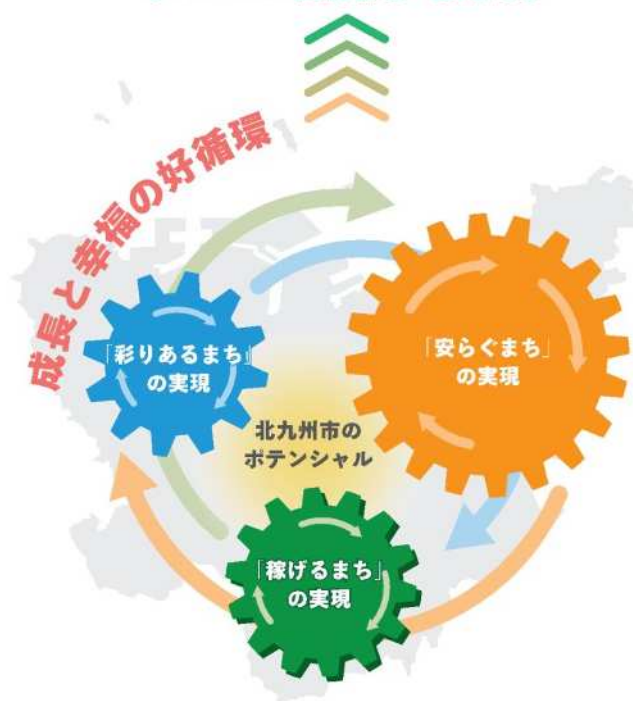 成長と幸福の好循環
「彩りあるまち」
の実現
「安らぐまち」
の実現
北九州市の
ポテンシャル
「稼げるまち」
の実現